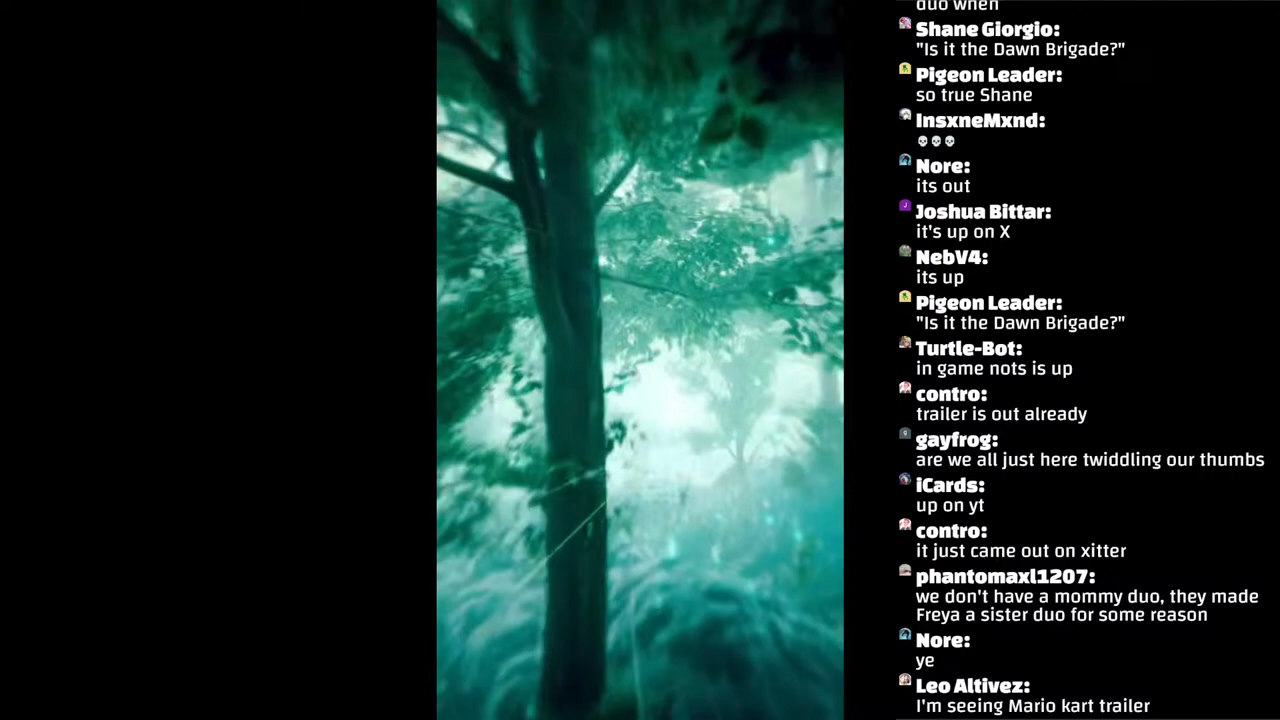 duo when
Shane Giorgio:
"Is it the Dawn Brigade?"
Pigeon Leader:
so true Shane
InsxneMxnd:
💀💀💀
Nore:
its out
J
Joshua Bittar:
it's up on X
NebV4:
its up
Pigeon Leader:
"Is it the Dawn Brigade?"
Turtle-Bot:
in game nots is up
contro:
trailer is out already
g
gayfrog:
are we all just here twiddling our thumbs
iCards:
up on yt
contro:
it just came out on xitter
phantomaxl1207:
we don't have a mommy duo, they made
Freya a sister duo for some reason
Nore:
ye
Leo Altivez:
I'm seeing Mario kart trailer